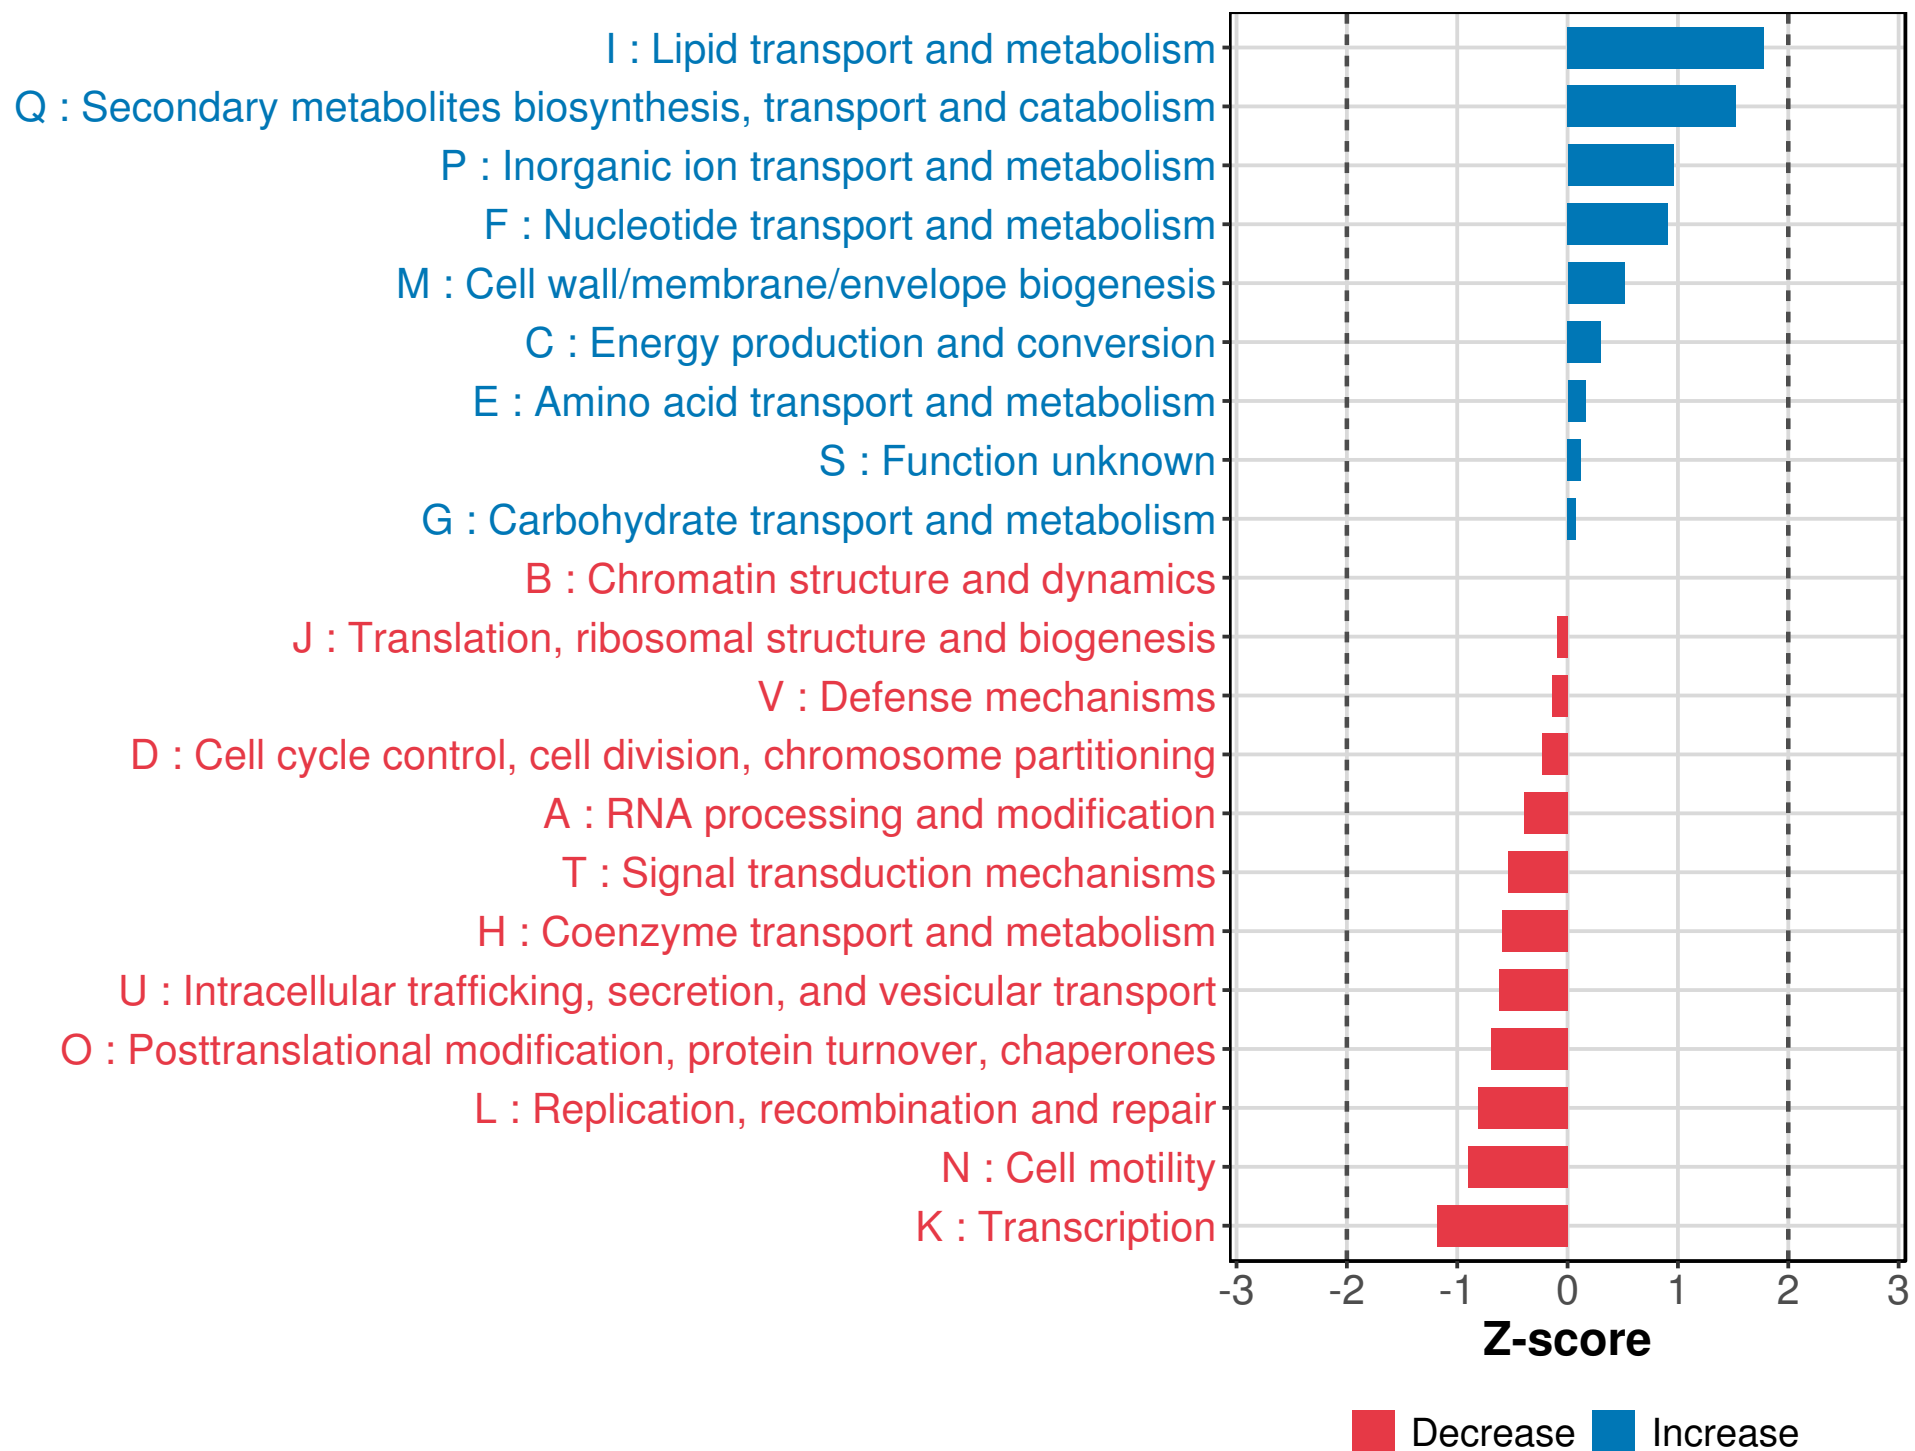 I : Lipid transport and metabolism
Q : Secondary metabolites biosynthesis, transport and catabolism
P : Inorganic ion transport and metabolism
F : Nucleotide transport and metabolism
M : Cell wall/membrane/envelope biogenesis
C : Energy production and conversion
E : Amino acid transport and metabolism
S : Function unknown
G : Carbohydrate transport and metabolism
B : Chromatin structure and dynamics
J : Translation, ribosomal structure and biogenesis
V : Defense mechanisms
D : Cell cycle control, cell division, chromosome partitioning
A : RNA processing and modification
T : Signal transduction mechanisms
H : Coenzyme transport and metabolism
U : Intracellular trafficking, secretion, and vesicular transport
O : Posttranslational modification, protein turnover, chaperones
L : Replication, recombination and repair
N : Cell motility
K : Transcription
-3 -2 -1 0 1 2 3
Z-score
Decrease Increase